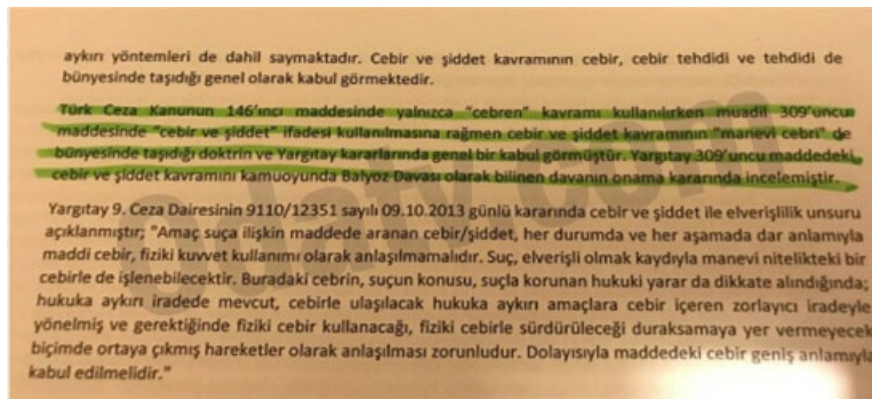 aykırı yöntemleri de dahil saymaktadır. Cebir ve şiddet kavramının cebir, cebir tehdidi ve tehdidi de
bünyesinde taşıdığı genel olarak kabul görmektedir.
Türk Ceza Kanunun 146'ıncı maddesinde yalnızca "cebren" kavramı kullanılırken muadil 309'uncu
maddesinde "cebir ve şiddet" ifadesi kullanılmasına rağmen cebir ve şiddet kavramının "manevi cebri" de
bünyesinde taşıdığı doktrin ve Yargıtay kararlarında genel bir kabul görmüştür. Yargıtay 309'uncu maddedeki
cebir ve şiddet kavramını kamuoyunda Balyoz Davası olarak bilinen davanın onama kararında incelemiştir.
Yargıtay 9. Ceza Dairesinin 9110/12351 sayılı 09.10.2013 günlü kararında cebir ve şiddet ile elverişlilik unsuru
açıklanmıştır; "Amaç suça ilişkin maddede aranan cebir/şiddet, her durumda ve her aşamada dar anlamıyla
maddi cebir, fiziki kuvvet kullanımı olarak anlaşılmamalıdır. Suç, elverişli olmak kaydıyla manevi nitelikteki bir
cebirle de işlenebilecektir. Buradaki cebrin, suçun konusu, suçla korunan hukuki yarar da dikkate alındığında;
hukuka aykırı iradede mevcut, cebirle ulaşılacak hukuka aykırı amaçlara cebir içeren zorlayıcı iradeyle
yönelmiş ve gerektiğinde fiziki cebir kullanacağı, fiziki cebirle sürdürüleceği duraksamaya yer vermeyecek
biçimde ortaya çıkmış hareketler olarak anlaşılması zorunludur. Dolayısıyla maddedeki cebir geniş anlamıyla
kabul edilmelidir."
odatv.com